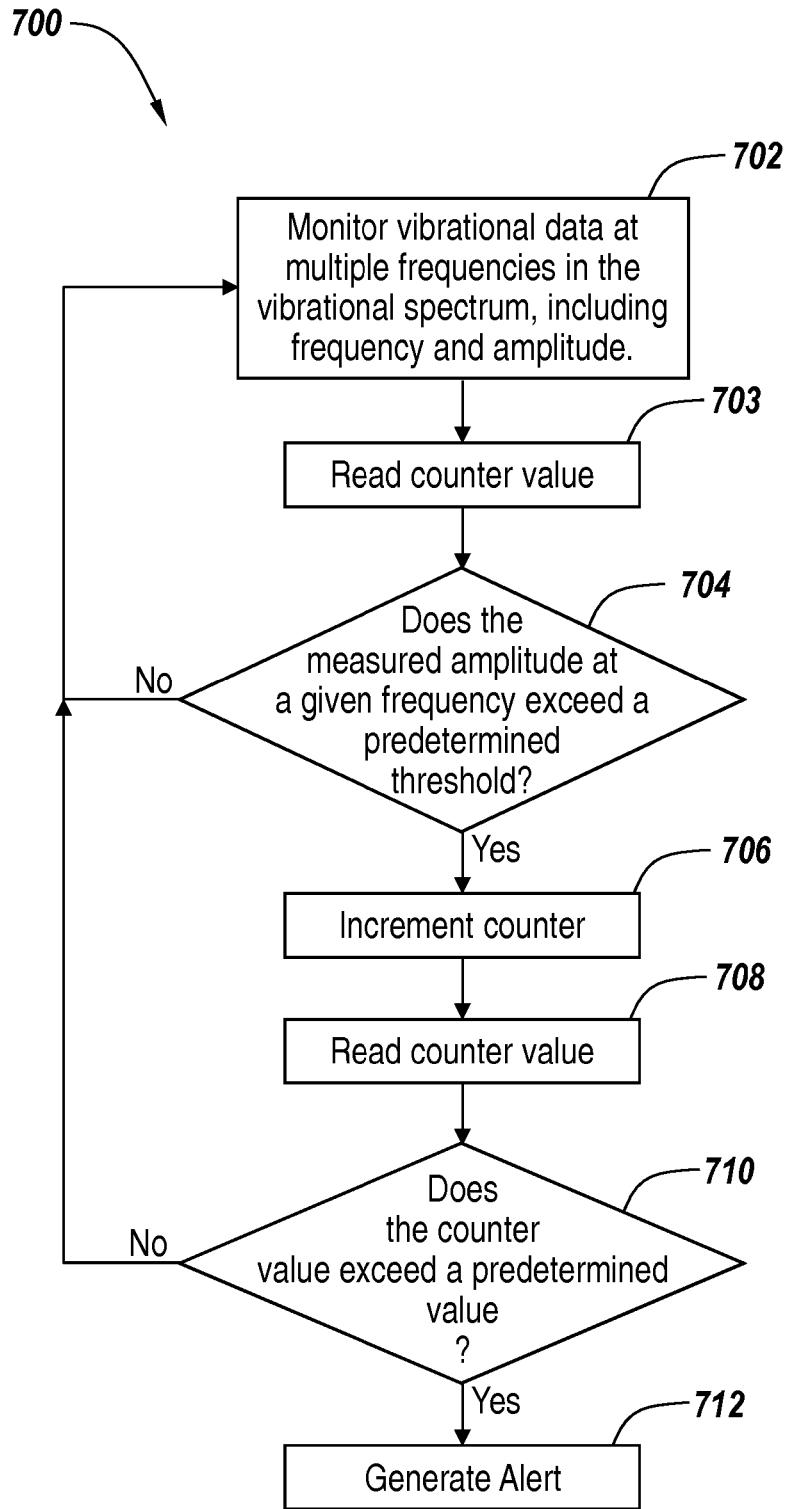 700
702
Monitor vibrational data at
multiple frequencies in the
vibrational spectrum, including
frequency and amplitude.
703
Read counter value
704
Does the
measured amplitude at
a given frequency exceed a
predetermined
threshold?
No
Yes
706
Increment counter
708
Read counter value
710
Does
the counter
value exceed a predetermined
value
?
No
Yes
712
Generate Alert